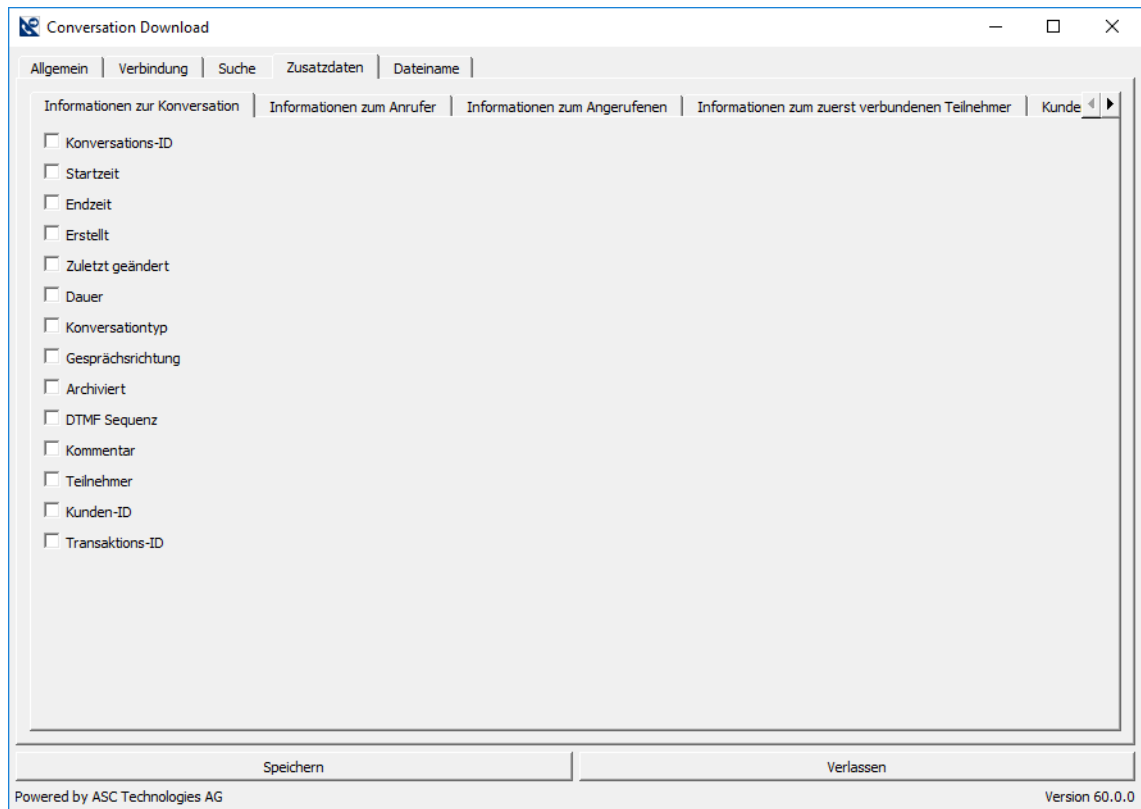 Conversation Download
Allgemein Verbindung Suche Zusatzdaten Dateiname
Informationen zur Konversation Informationen zum Anrufer Informationen zum Angerufenen Informationen zum zuerst verbundenen Teilnehmer Kunde
Konversations-ID
Startzeit
Endzeit
Erstellt
Zuletzt geändert
Dauer
Konversationtyp
Gesprächsrichtung
Archiviert
DTMF Sequenz
Kommentar
Teilnehmer
Kunden-ID
Transaktions-ID
Speichern Verlassen
Powered by ASC Technologies AG Version 60.0.0